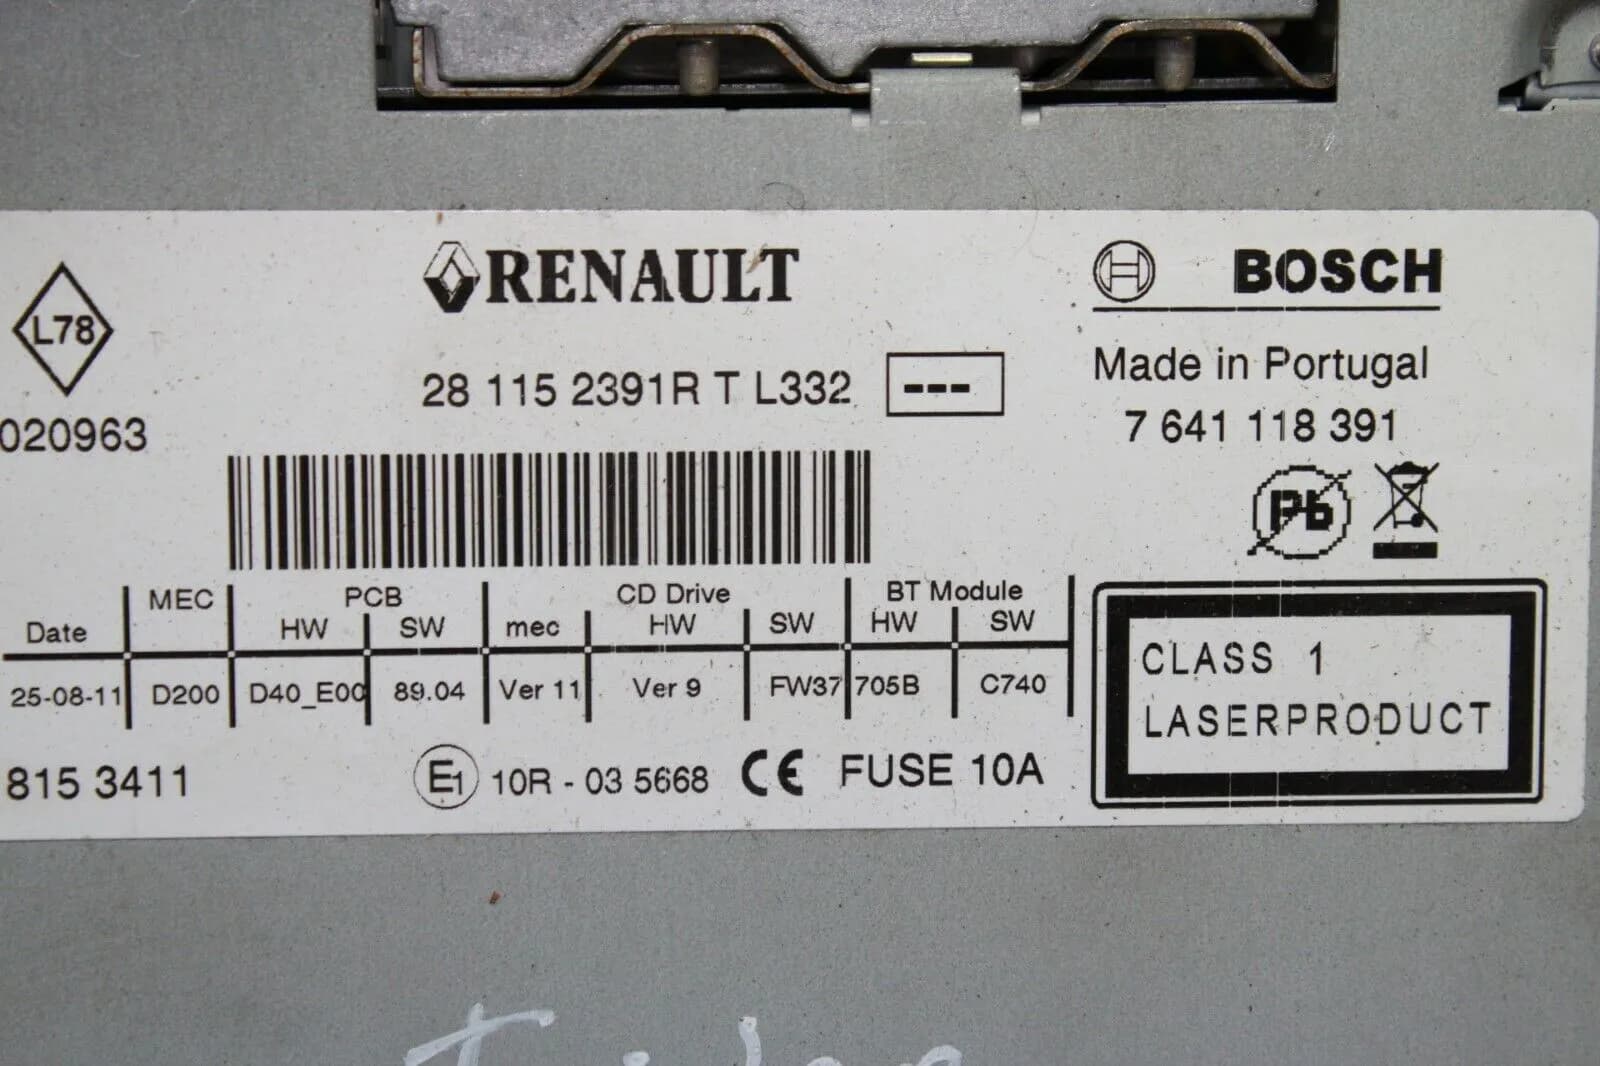 RENAULT
BOSCH
L78
Made in Portugal
28 115 2391R T L332 ---
7 641 118 391
020963
Pb
MEC PCB CD Drive BT Module
Date HW SW mec HW SW HW SW
25-08-11 D200 D40_E00 89.04 Ver 11 Ver 9 FW37 705B C740
CLASS 1
LASERPRODUCT
815 3411 E1 10R - 03 5668 CE FUSE 10A